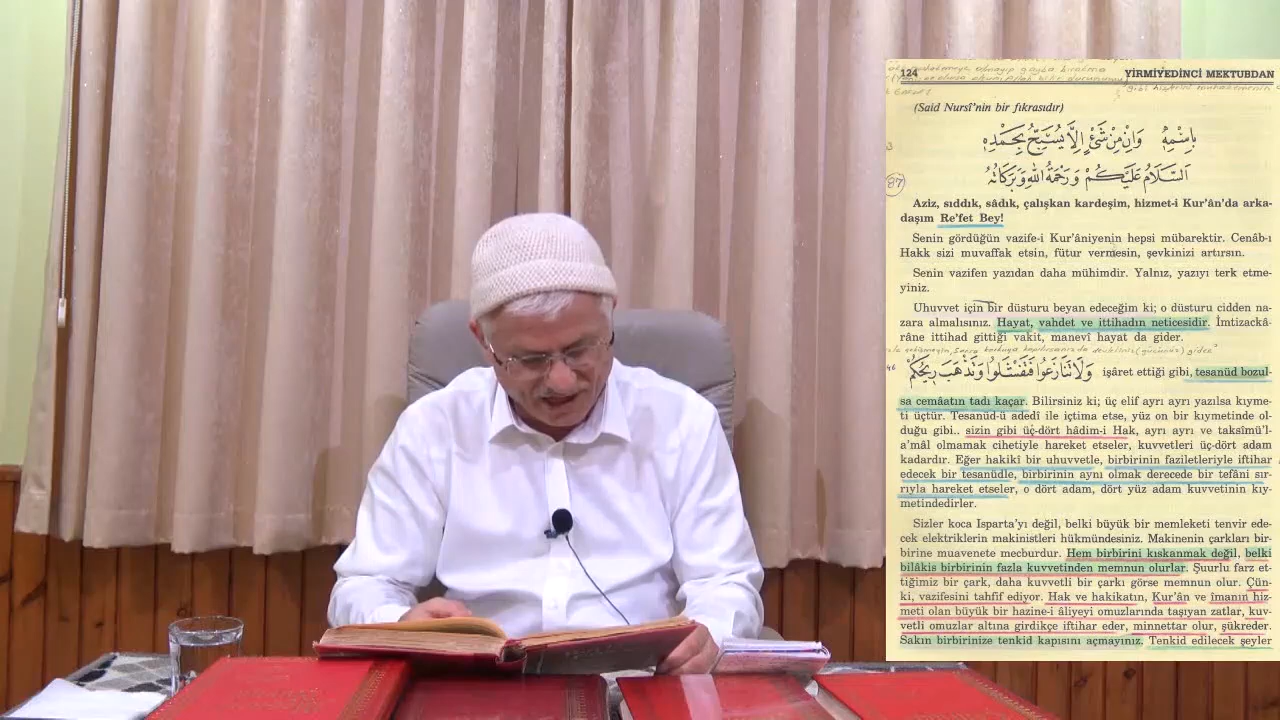 124 YİRMİYEDİNCİ MEKTUBDAN
(Said Nursî'nin bir fıkrasıdır)
بِاسْمِهِ وَاِنْ مِنْ شَىْءٍ اِلَّا يُسَبِّحُ بِحَمْدِهِ
اَلسَّلَامُ عَلَيْكُمْ وَرَحْمَةُ اللّٰهِ وَبَرَكَاتُهُ
87
Aziz, sıddık, sâdık, çalışkan kardeşim, hizmet-i Kur'ân'da arka-
daşım Re'fet Bey!
Senin gördüğün vazife-i Kur'âniyenin hepsi mübarektir. Cenâb-ı
Hakk sizi muvaffak etsin, fütur vermesin, şevkinizi artırsın.
Senin vazifen yazıdan daha mühimdir. Yalnız, yazıyı terk etme-
yiniz.
Uhuvvet için bir düsturu beyan edeceğim ki; o düsturu cidden na-
zara almalısınız. Hayat, vahdet ve ittihadın neticesidir. İmtizackâ-
râne ittihad gittiği vakit, manevî hayat da gider.
وَلَا تَنَازَعُوا فَتَفْشَلُوا وَتَذْهَبَ رِيحُكُمْ işâret ettiği gibi, tesanüd bozul-
sa cemâatın tadı kaçar. Bilirsiniz ki; üç elif ayrı ayrı yazılsa kıyme-
ti üçtür. Tesanüd-ü adedî ile içtima etse, yüz on bir kıymetinde ol-
duğu gibi.. sizin gibi üç-dört hâdim-i Hak, ayrı ayrı ve taksîmü'l-
a'mâl olmamak cihetiyle hareket etseler, kuvvetleri üç-dört adam
kadardır. Eğer hakikî bir uhuvvetle, birbirinin faziletleriyle iftihar
edecek bir tesanüdle, birbirinin aynı olmak derecede bir tefâni sır-
rıyla hareket etseler, o dört adam, dört yüz adam kuvvetinin kıy-
metindedirler.
Sizler koca Isparta'yı değil, belki büyük bir memleketi tenvir ede-
cek elektriklerin makinistleri hükmündesiniz. Makinenin çarkları bir-
birine muavenete mecburdur. Hem birbirini kıskanmak değil, belki
bilâkis birbirinin fazla kuvvetinden memnun olurlar. Şuurlu farz et-
tiğimiz bir çark, daha kuvvetli bir çarkı görse memnun olur. Çün-
ki, vazifesini tahfif ediyor. Hak ve hakikatın, Kur'ân ve îmanın hiz-
meti olan büyük bir hazine-i âliyeyi omuzlarında taşıyan zatlar, kuv-
vetli omuzlar altına girdikçe iftihar eder, minnettar olur, şükreder.
Sakın birbirinize tenkid kapısını açmayınız. Tenkid edilecek şeyler